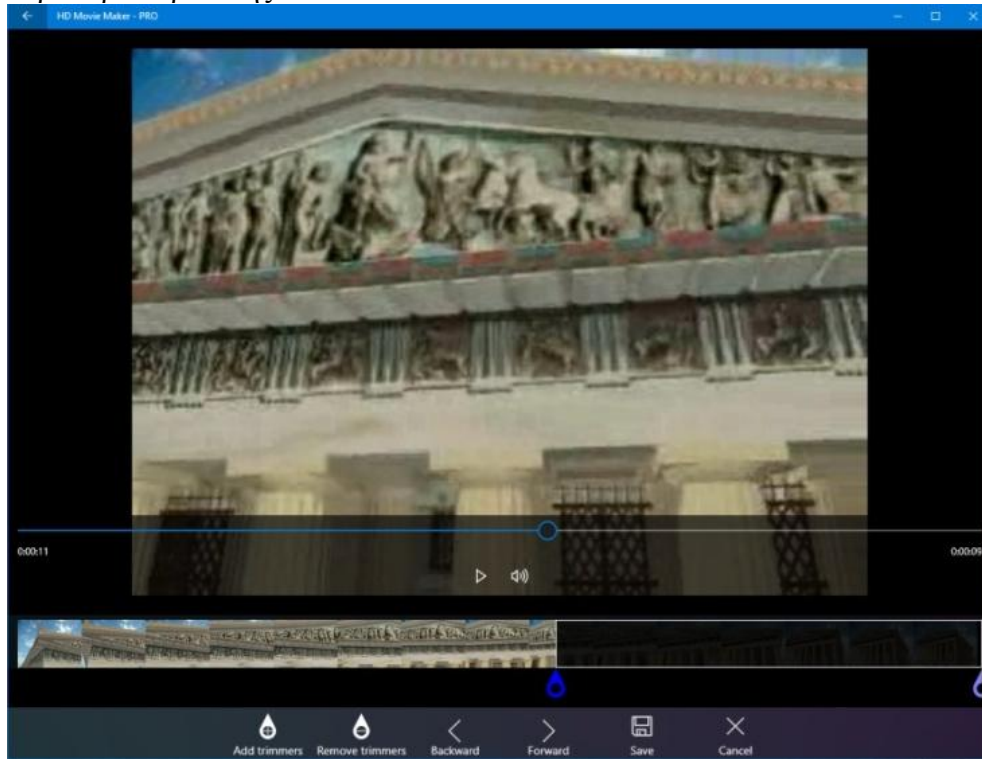 HD Movie Maker - PRO
0:00:11
0:00:09
Add trimmers
Remove trimmers
Backward
Forward
Save
Cancel